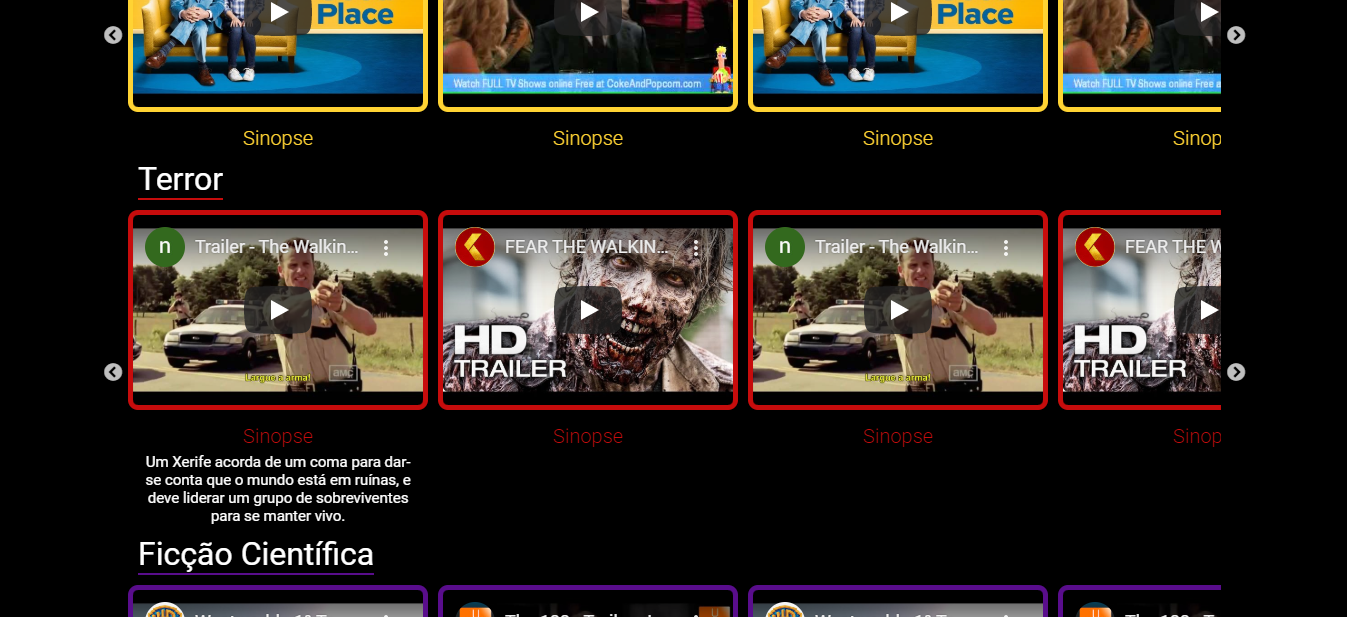 Place
Place
Watch FULL TV Shows online Free at CokeAndPopcorn.com
Watch FULL TV Shows online Free a
Sinopse
Sinopse
Sinopse
Sinop
Terror
n
Trailer - The Walkin...
FEAR THE WALKIN...
n
Trailer - The Walkin...
FEAR THE W
HD
TRAILER
HD
TRAILER
Largue a arma!
amc
Largue a arma!
amc
Sinopse
Sinopse
Sinopse
Sinop
Um Xerife acorda de um coma para dar-
se conta que o mundo está em ruínas, e
deve liderar um grupo de sobreviventes
para se manter vivo.
Ficção Científica